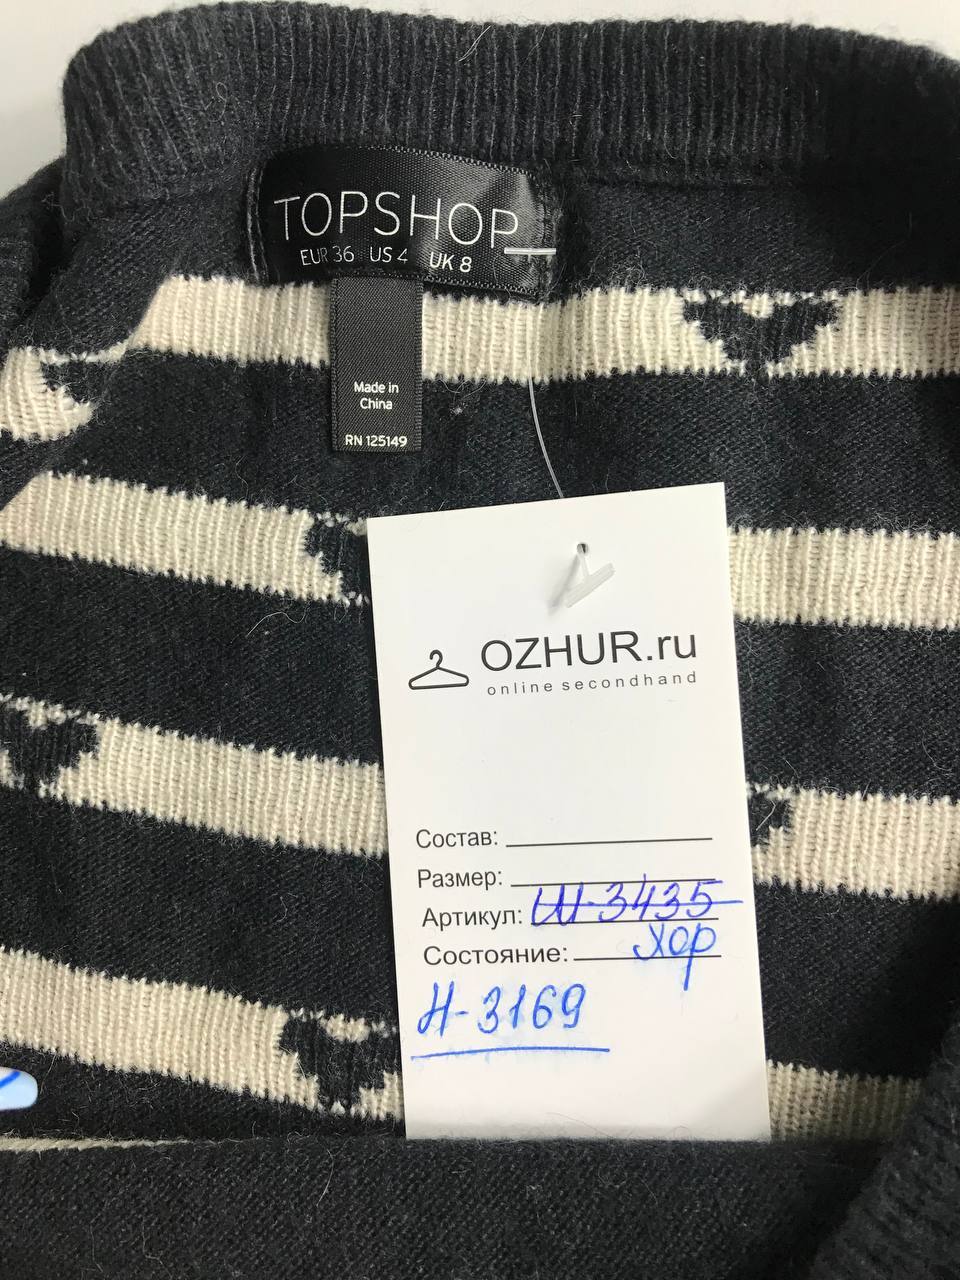 TOPSHOP
EUR 36 US 4 UK 8
Made in
China
RN 125149
OZHUR.ru
online secondhand
Состав:
Размер:
Артикул: Ш-3435
Состояние: хор
Н-3169